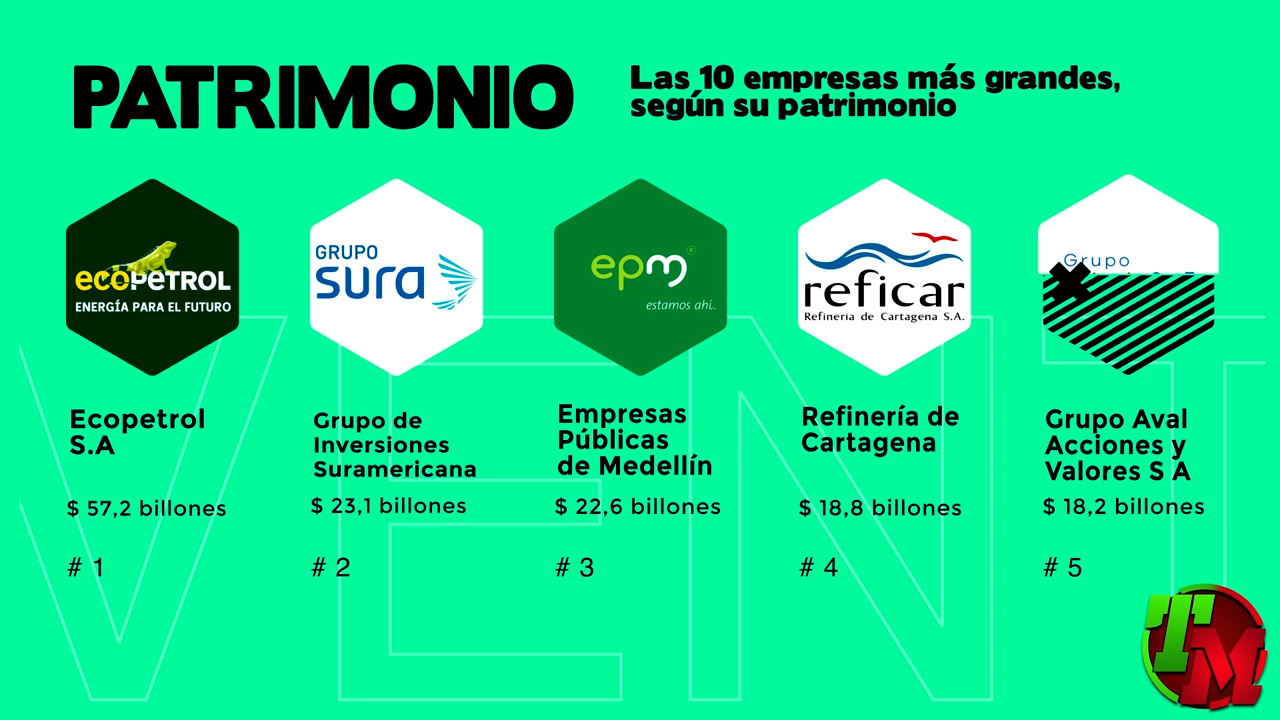 PATRIMONIO
Las 10 empresas más grandes,
según su patrimonio
ecopetrol
ENERGÍA PARA EL FUTURO
GRUPO
sura
epm®
estamos ahí.
reficar
Refinería de Cartagena S.A.
Grupo
Ecopetrol
S.A
$ 57,2 billones
# 1
Grupo de
Inversiones
Suramericana
$ 23,1 billones
# 2
Empresas
Públicas
de Medellín
$ 22,6 billones
# 3
Refinería de
Cartagena
$ 18,8 billones
# 4
Grupo Aval
Acciones y
Valores S A
$ 18,2 billones
# 5
VENT
TM